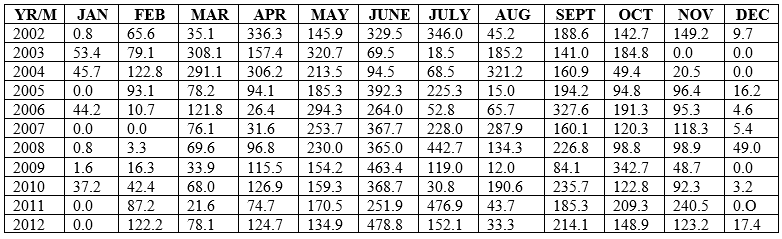 YR/M JAN FEB MAR APR MAY JUNE JULY AUG SEPT OCT NOV DEC
2002 0.8 65.6 35.1 336.3 145.9 329.5 346.0 45.2 188.6 142.7 149.2 9.7
2003 53.4 79.1 308.1 157.4 320.7 69.5 18.5 185.2 141.0 184.8 0.0 0.0
2004 45.7 122.8 291.1 306.2 213.5 94.5 68.5 321.2 160.9 49.4 20.5 0.0
2005 0.0 93.1 78.2 94.1 185.3 392.3 225.3 15.0 194.2 94.8 96.4 16.2
2006 44.2 10.7 121.8 26.4 294.3 264.0 52.8 65.7 327.6 191.3 95.3 4.6
2007 0.0 0.0 76.1 31.6 253.7 367.7 228.0 287.9 160.1 120.3 118.3 5.4
2008 0.8 3.3 69.6 96.8 230.0 365.0 442.7 134.3 226.8 98.8 98.9 49.0
2009 1.6 16.3 33.9 115.5 154.2 463.4 119.0 12.0 84.1 342.7 48.7 0.0
2010 37.2 42.4 68.0 126.9 159.3 368.7 30.8 190.6 235.7 122.8 92.3 3.2
2011 0.0 87.2 21.6 74.7 170.5 251.9 476.9 43.7 185.3 209.3 240.5 0.O
2012 0.0 122.2 78.1 124.7 134.9 478.8 152.1 33.3 214.1 148.9 123.2 17.4